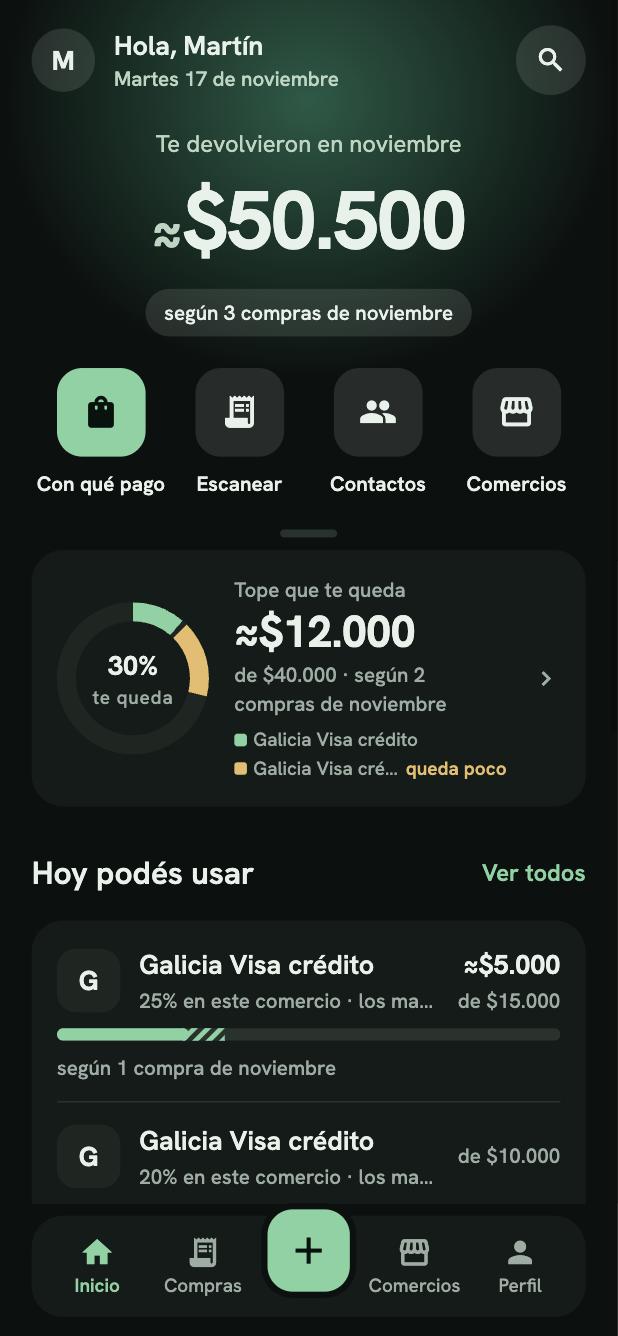 M
Hola, Martín
Martes 17 de noviembre
Te devolvieron en noviembre
≈$50.500
según 3 compras de noviembre
Con qué pago
Escanear
Contactos
Comercios
30%
te queda
Tope que te queda
≈$12.000
de $40.000 · según 2
compras de noviembre
Galicia Visa crédito
Galicia Visa cré... queda poco
Hoy podés usar
Ver todos
G
Galicia Visa crédito
≈$5.000
25% en este comercio · los ma...
de $15.000
según 1 compra de noviembre
G
Galicia Visa crédito
de $10.000
20% en este comercio · los ma...
Inicio
Compras
+
Comercios
Perfil